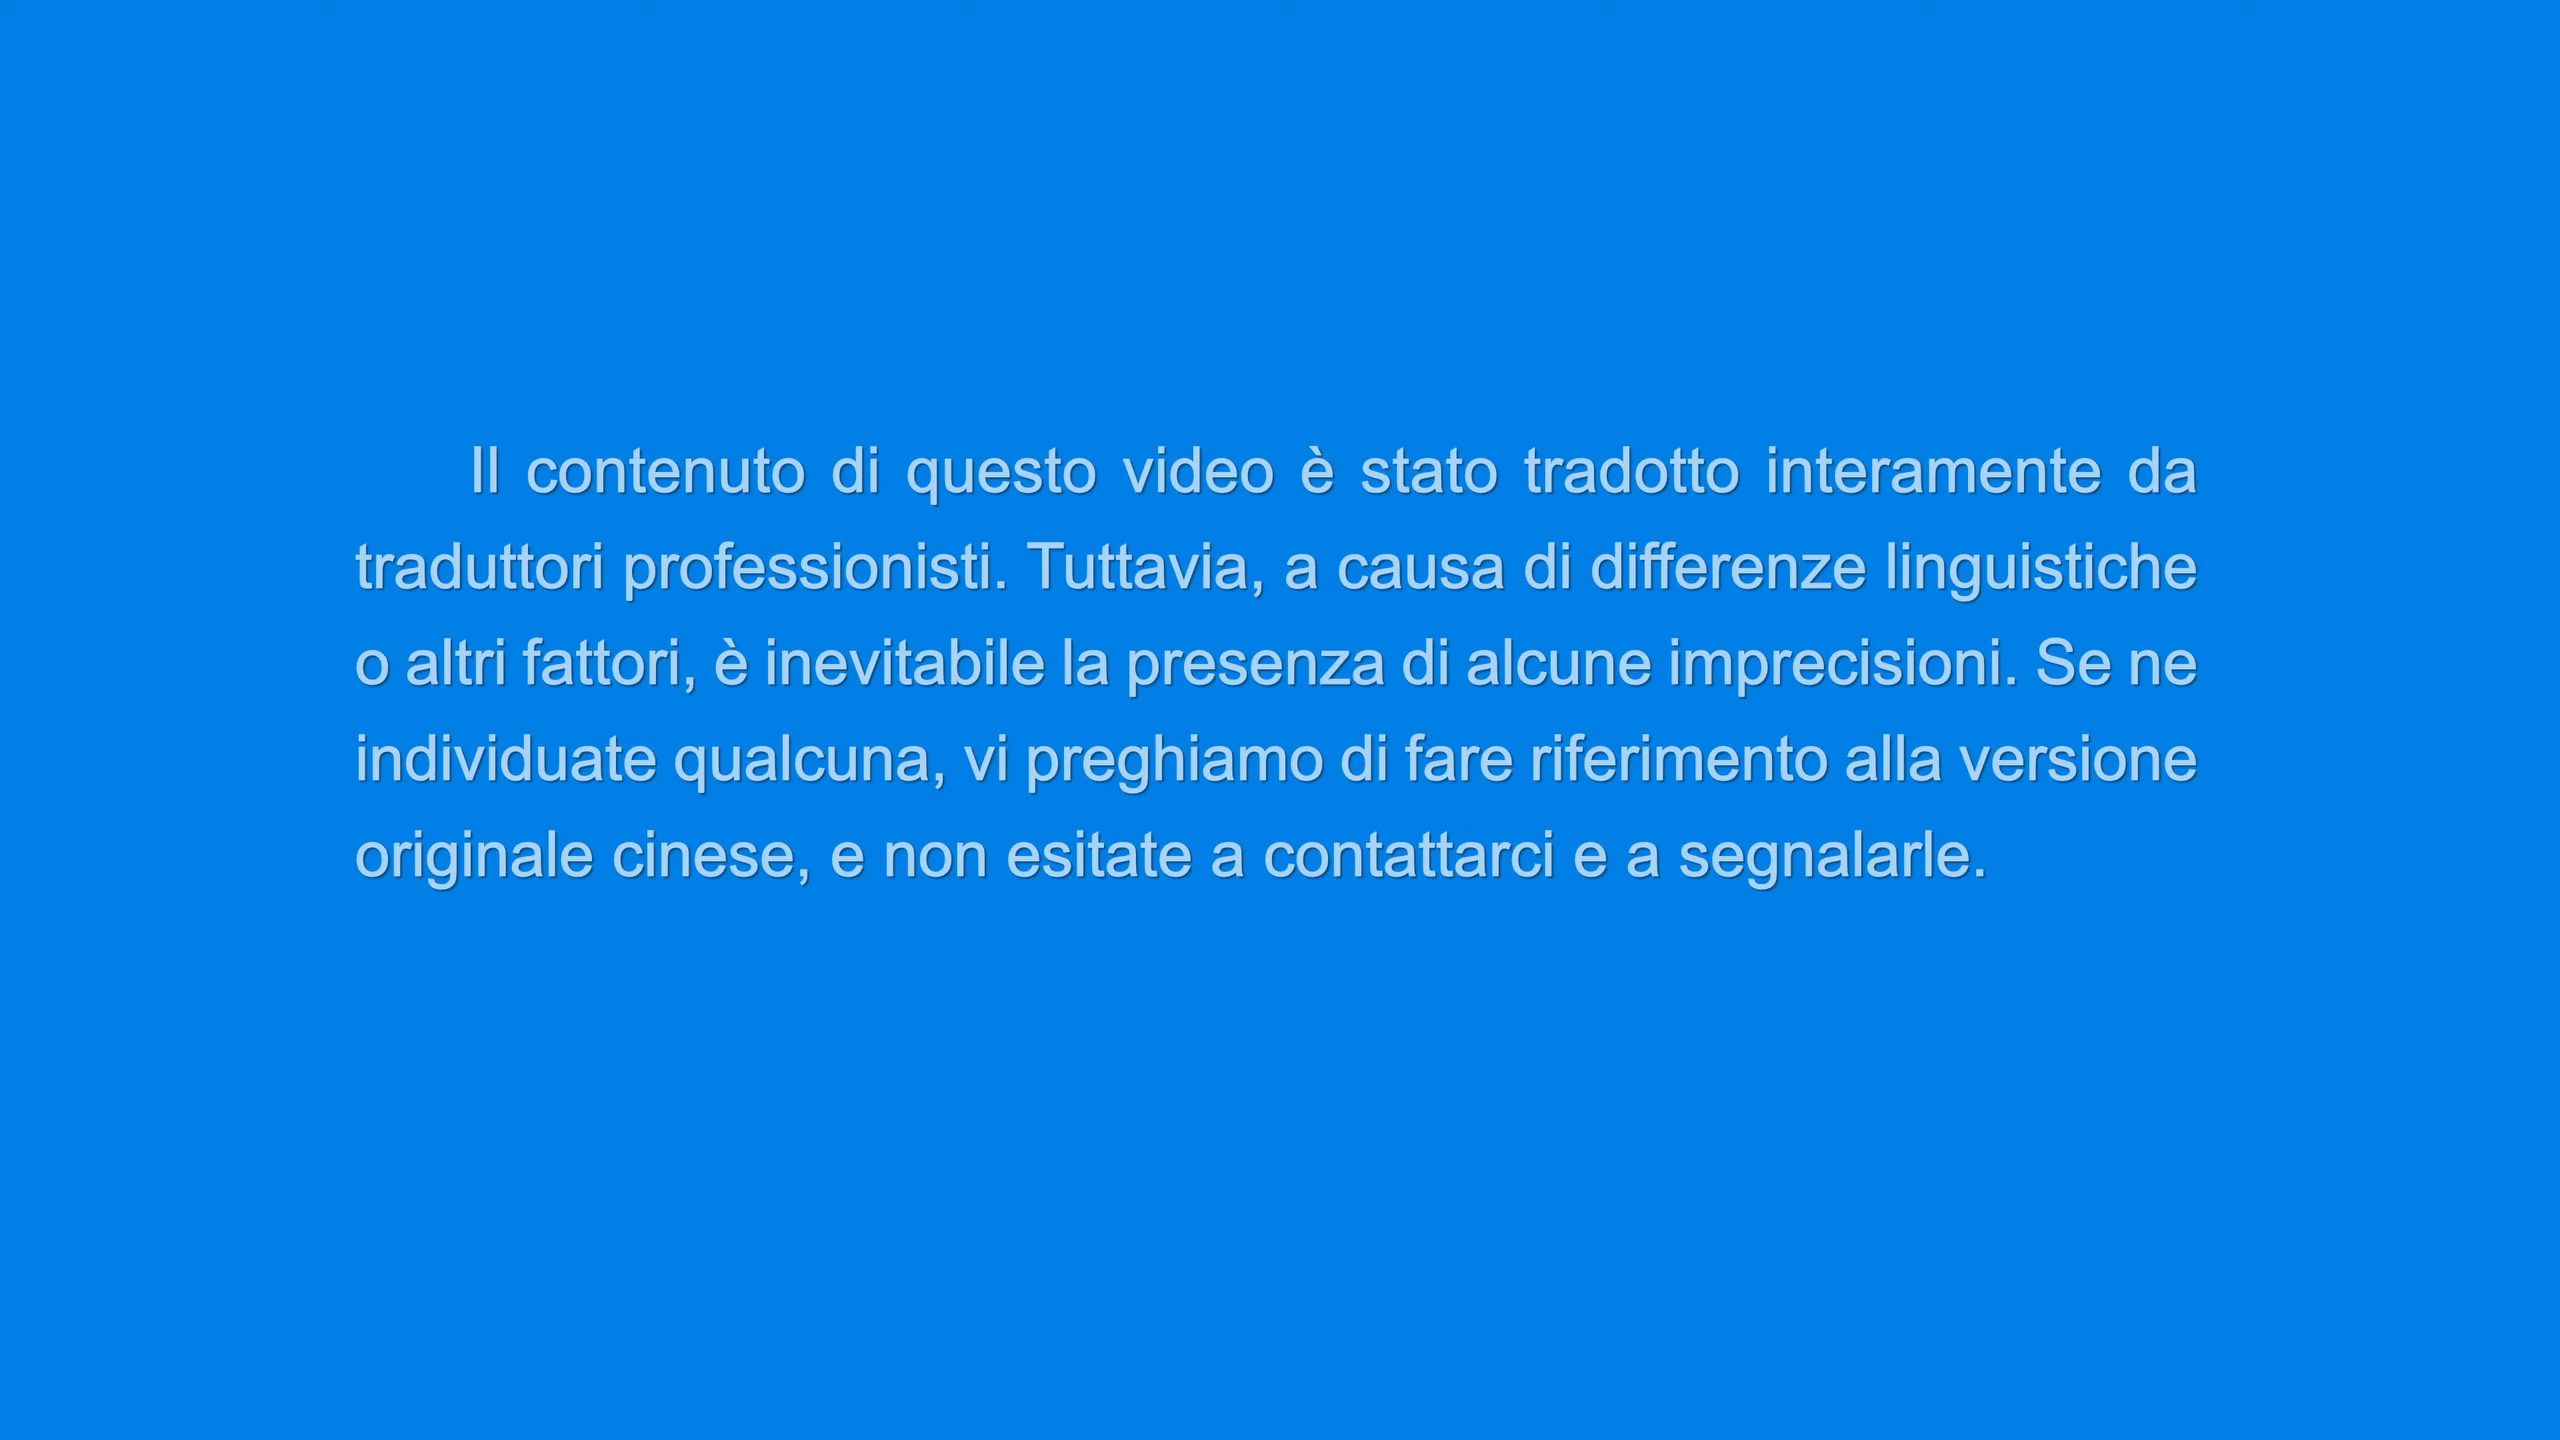 Il contenuto di questo video è stato tradotto interamente da
traduttori professionisti. Tuttavia, a causa di differenze linguistiche
o altri fattori, è inevitabile la presenza di alcune imprecisioni. Se ne
individuate qualcuna, vi preghiamo di fare riferimento alla versione
originale cinese, e non esitate a contattarci e a segnalarle.